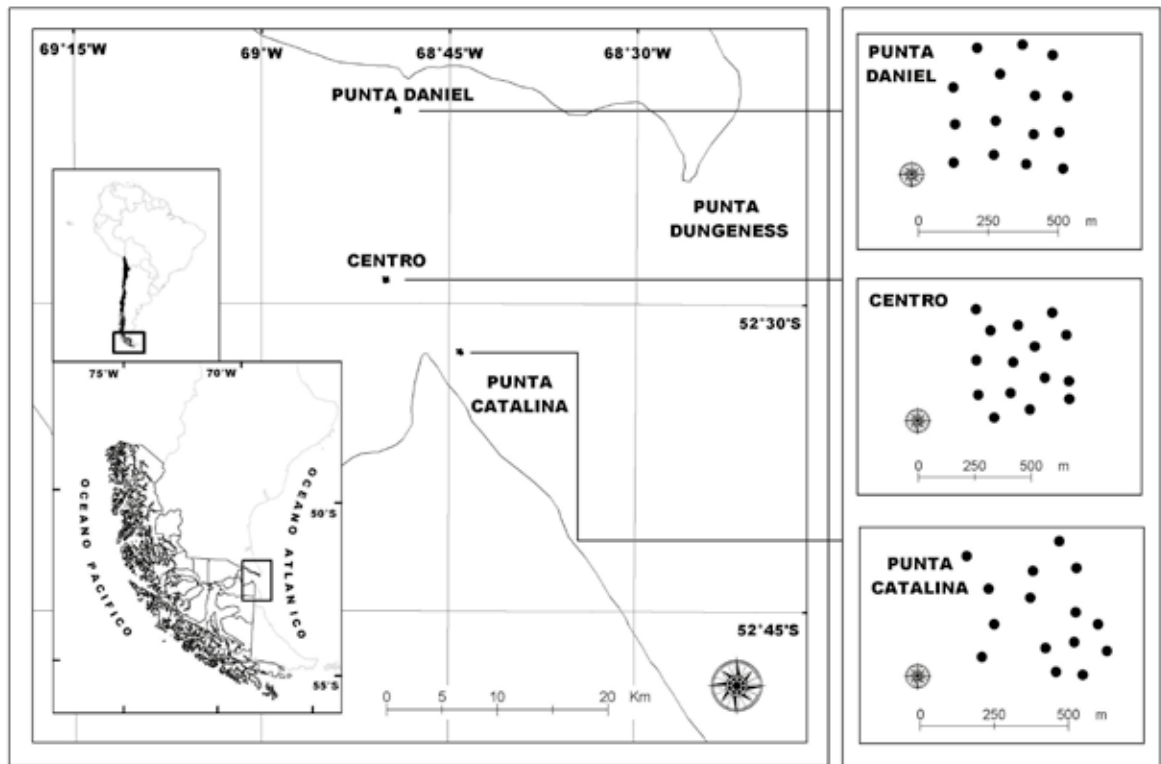 69°15'W 69°W 68°45'W 68°30'W
PUNTA DANIEL
PUNTA
DUNGENESS
CENTRO
52°30'S
PUNTA
CATALINA
75°W 70°W
OCEANO PACIFICO
OCEANO ATLANICO
50°S
55°S
52°45'S
0 5 10 20 Km
PUNTA
DANIEL
0 250 500 m
CENTRO
0 250 500 m
PUNTA
CATALINA
0 250 500 m